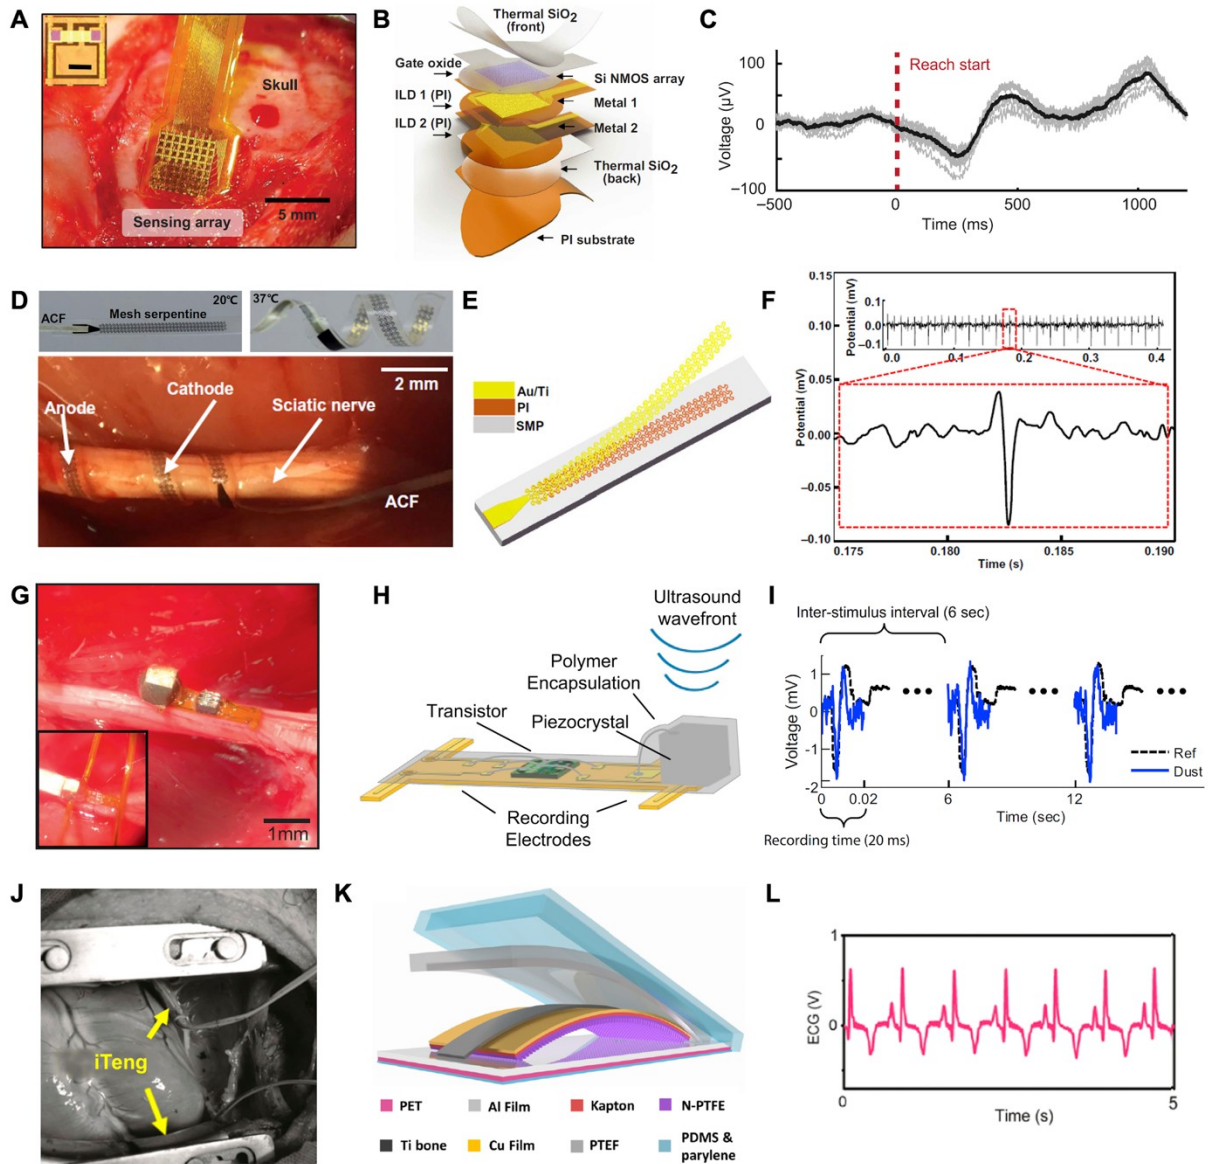 A
Skull
5 mm
Sensing array
B
Thermal SiO2
(front)
Gate oxide
Si NMOS array
ILD 1 (PI)
Metal 1
ILD 2 (PI)
Metal 2
Thermal SiO2
(back)
PI substrate
C
Reach start
Voltage (µV)
100
0
−100
−500
0
500
1000
Time (ms)
D
20℃
ACF
Mesh serpentine
37℃
2 mm
Cathode
Anode
Sciatic nerve
ACF
E
Au/Ti
PI
SMP
F
Potential (mV)
0.15
0.10
0.05
0.00
−0.05
−0.10
Potential (mV)
0.1
0.0
−0.1
0.0
0.1
0.2
0.3
0.4
0.175
0.180
0.185
0.190
Time (s)
G
1mm
H
Ultrasound
wavefront
Polymer
Encapsulation
Transistor
Piezocrystal
Recording
Electrodes
I
Inter-stimulus interval (6 sec)
Voltage (mV)
1
0
-1
-2
Ref
Dust
0
0.02
6
12
Time (sec)
Recording time (20 ms)
J
iTeng
K
PET
Al Film
Kapton
N-PTFE
Ti bone
Cu Film
PTEF
PDMS &
parylene
L
ECG (V)
1
0
0
5
Time (s)